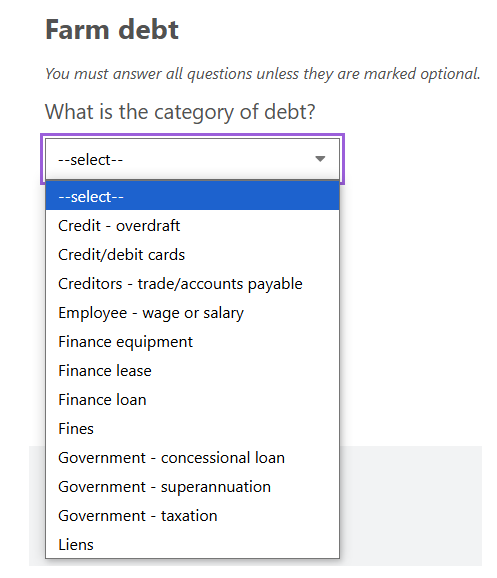 Farm debt
You must answer all questions unless they are marked optional.
What is the category of debt?
--select--
--select--
Credit - overdraft
Credit/debit cards
Creditors - trade/accounts payable
Employee - wage or salary
Finance equipment
Finance lease
Finance loan
Fines
Government - concessional loan
Government - superannuation
Government - taxation
Liens